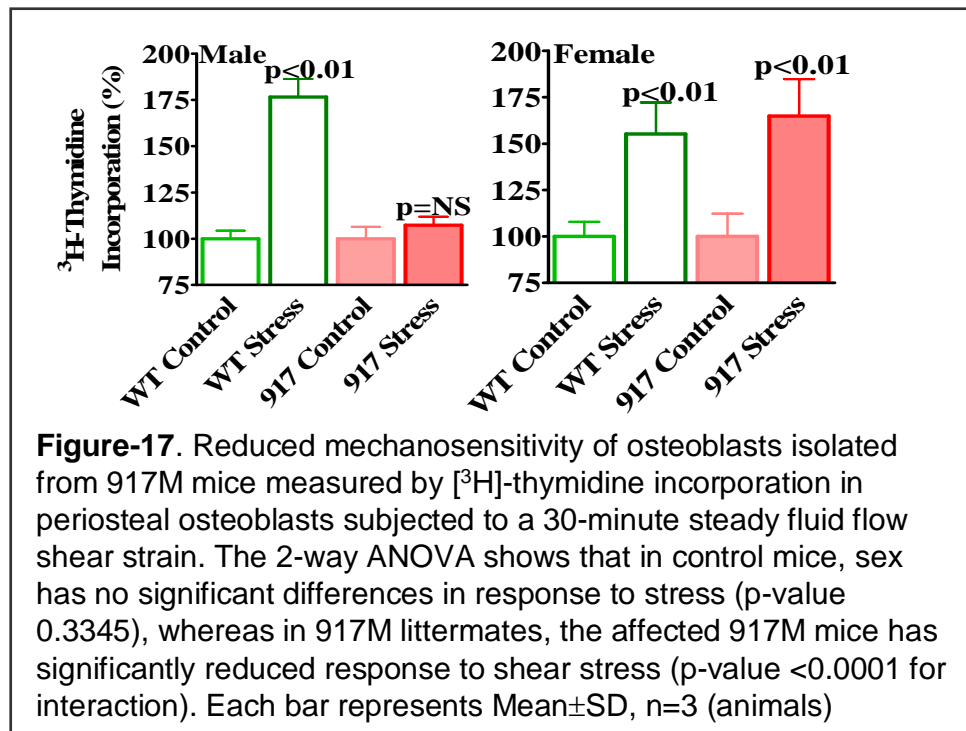 Male
Female
200
175
150
125
100
75
³H-Thymidine
Incorporation (%)
p<0.01
p=NS
WT Control
WT Stress
917 Control
917 Stress
200
175
150
125
100
75
p<0.01
p<0.01
WT Control
WT Stress
917 Control
917 Stress
Figure-17. Reduced mechanosensitivity of osteoblasts isolated
from 917M mice measured by [³H]-thymidine incorporation in
periosteal osteoblasts subjected to a 30-minute steady fluid flow
shear strain. The 2-way ANOVA shows that in control mice, sex
has no significant differences in response to stress (p-value
0.3345), whereas in 917M littermates, the affected 917M mice has
significantly reduced response to shear stress (p-value <0.0001 for
interaction). Each bar represents Mean±SD, n=3 (animals)